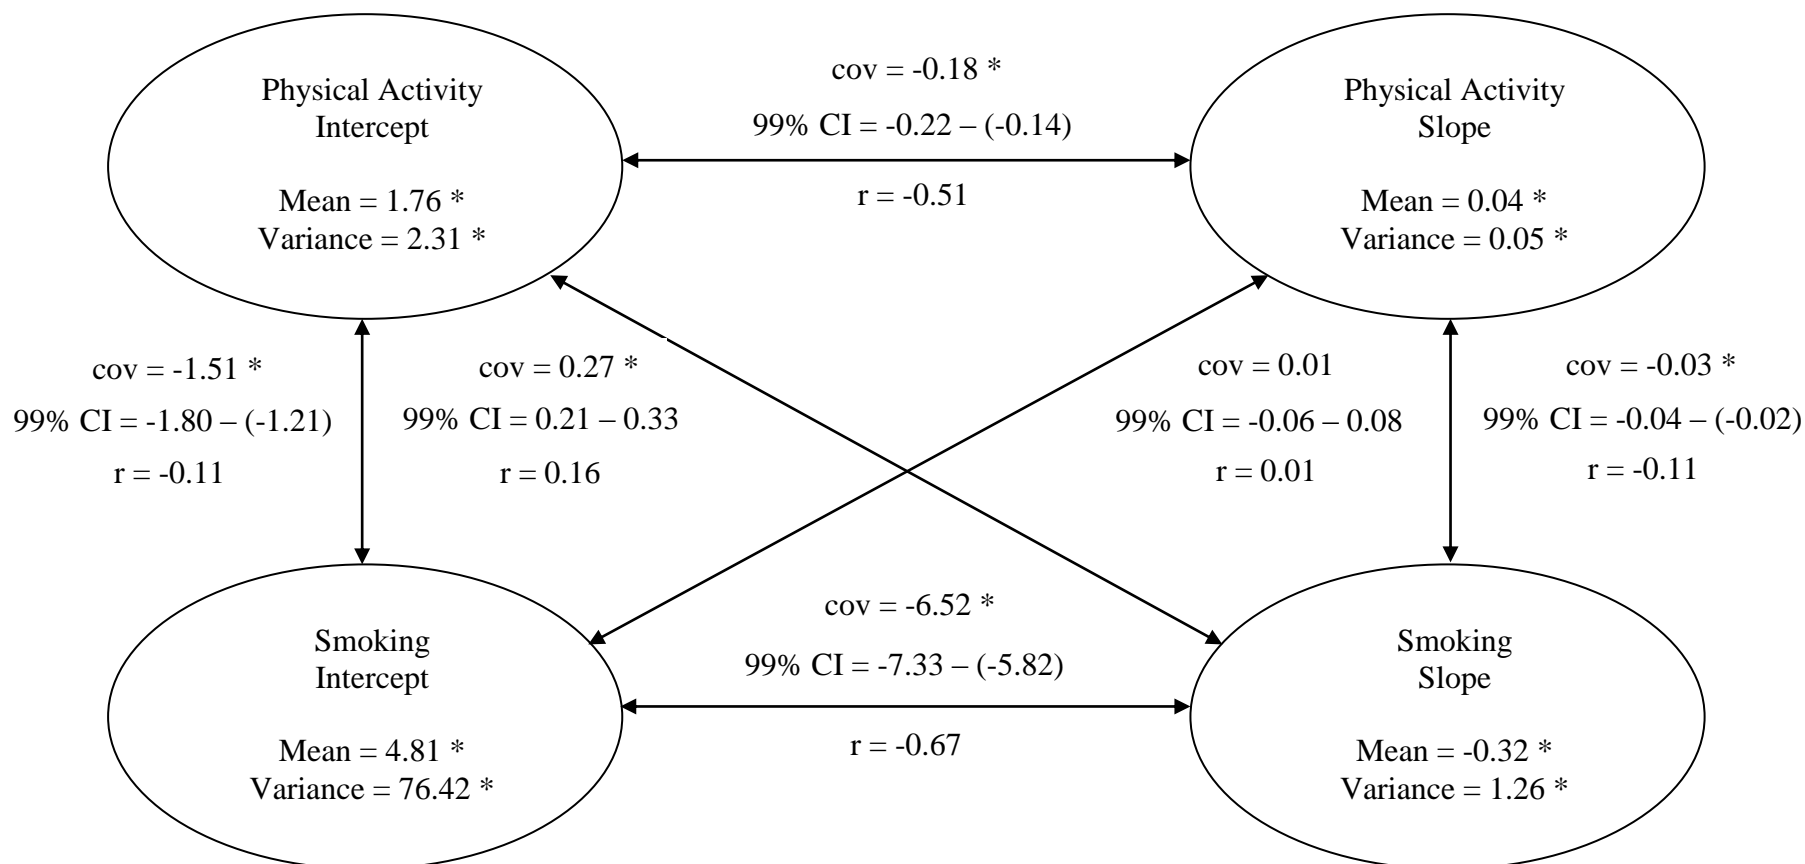 Physical Activity
Intercept
Mean = 1.76 *
Variance = 2.31 *
cov = -0.18 *
99% CI = -0.22 – (-0.14)
r = -0.51
Physical Activity
Slope
Mean = 0.04 *
Variance = 0.05 *
cov = -1.51 *
99% CI = -1.80 – (-1.21)
r = -0.11
cov = 0.27 *
99% CI = 0.21 – 0.33
r = 0.16
cov = 0.01
99% CI = -0.06 – 0.08
r = 0.01
cov = -0.03 *
99% CI = -0.04 – (-0.02)
r = -0.11
Smoking
Intercept
Mean = 4.81 *
Variance = 76.42 *
cov = -6.52 *
99% CI = -7.33 – (-5.82)
r = -0.67
Smoking
Slope
Mean = -0.32 *
Variance = 1.26 *